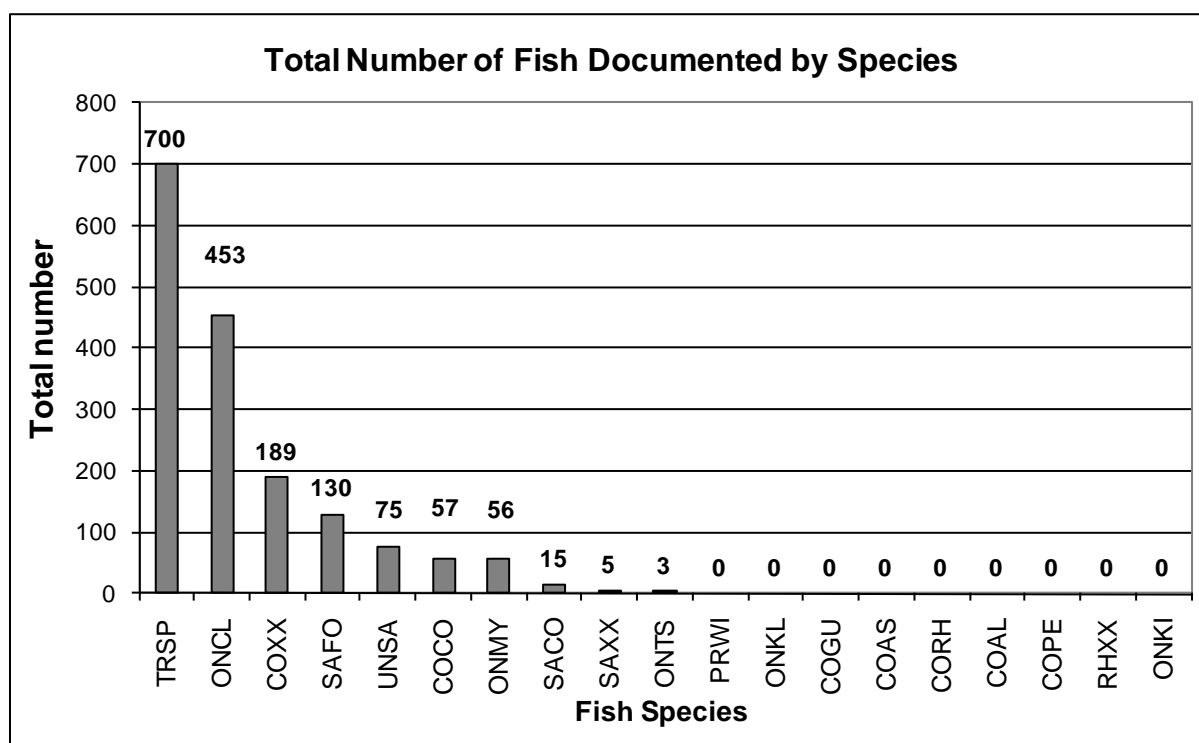 Total Number of Fish Documented by Species
800
700
600
500
400
300
200
100
0
Total number
700
453
189
130
75
57
56
15
5
3
0
0
0
0
0
0
0
0
0
TRSP
ONCL
COXX
SAFO
UNSA
COCO
ONMY
SACO
SAXX
ONTS
PRWI
ONKL
COGU
COAS
CORH
COAL
COPE
RHXX
ONKI
Fish Species